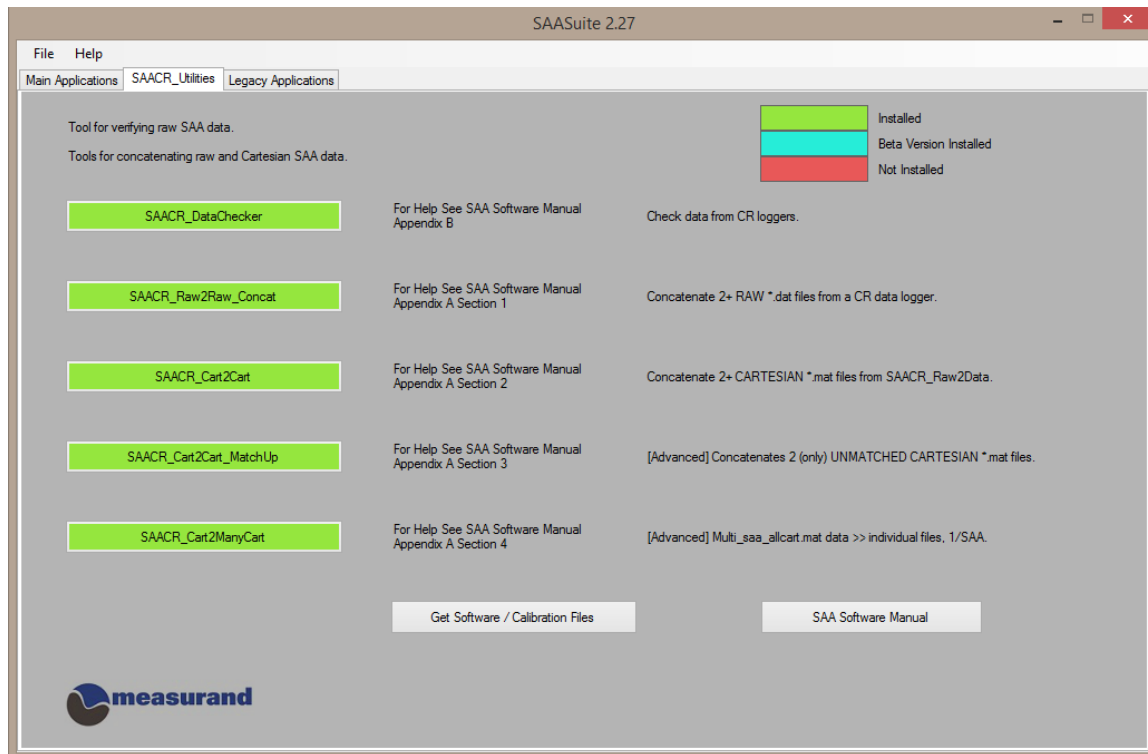 SAASuite 2.27
File Help
Main Applications SAACR_Utilities Legacy Applications
Tool for verifying raw SAA data.
Tools for concatenating raw and Cartesian SAA data.
Installed
Beta Version Installed
Not Installed
SAACR_DataChecker
For Help See SAA Software Manual
Appendix B
Check data from CR loggers.
SAACR_Raw2Raw_Concat
For Help See SAA Software Manual
Appendix A Section 1
Concatenate 2+ RAW *.dat files from a CR data logger.
SAACR_Cart2Cart
For Help See SAA Software Manual
Appendix A Section 2
Concatenate 2+ CARTESIAN *.mat files from SAACR_Raw2Data.
SAACR_Cart2Cart_MatchUp
For Help See SAA Software Manual
Appendix A Section 3
[Advanced] Concatenates 2 (only) UNMATCHED CARTESIAN *.mat files.
SAACR_Cart2ManyCart
For Help See SAA Software Manual
Appendix A Section 4
[Advanced] Multi_saa_allcart.mat data >> individual files, 1/SAA.
Get Software / Calibration Files
SAA Software Manual
measurand